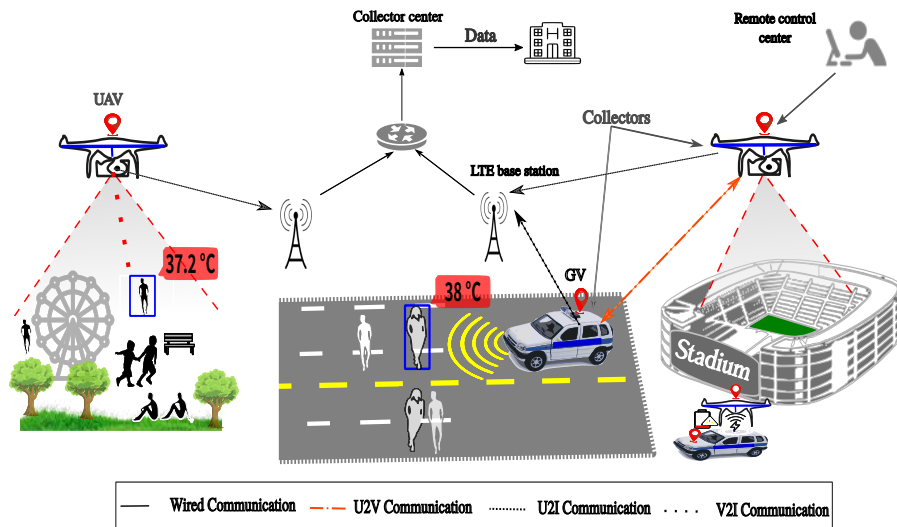 Collector center
Remote control
center
Data
UAV
Collectors
LTE base station
37.2 °C
GV
38 °C
Stadium
Wired Communication
U2V Communication
U2I Communication
V2I Communication